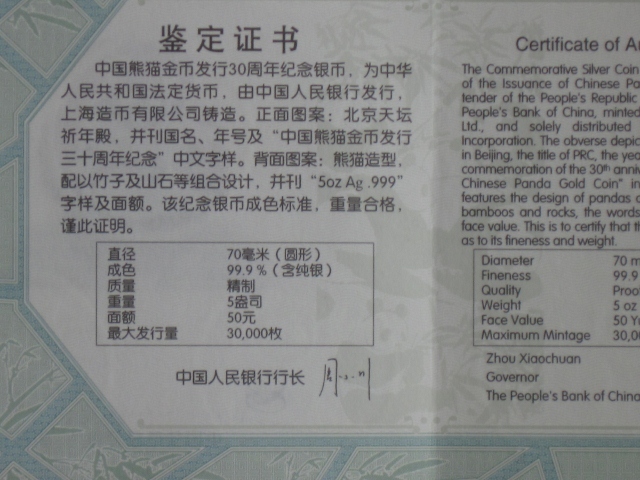 鉴定证书
中国熊猫金币发行30周年纪念银币，为中华
人民共和国法定货币，由中国人民银行发行，
上海造币有限公司铸造。正面图案：北京天坛
祈年殿，并刊国名、年号及“中国熊猫金币发行
三十周年纪念”中文字样。背面图案：熊猫造型，
配以竹子及山石等组合设计，并刊“5oz Ag .999”
字样及面额。该纪念银币成色标准，重量合格，
谨此证明。
直径 70毫米（圆形）
成色 99.9％（含纯银）
质量 精制
重量 5盎司
面额 50元
最大发行量 30,000枚
中国人民银行行长
Certificate of Au
The Commemorative Silver Coin
of the Issuance of Chinese Pa
tender of the People's Republic
People's Bank of China, minted
Ltd., and solely distributed
Incorporation. The obverse depic
in Beijing, the title of PRC, the yea
commemoration of the 30th anniv
Chinese Panda Gold Coin" in
features the design of pandas c
bamboos and rocks, the words
face value. This is to certify that th
as to its fineness and weight.
Diameter 70 m
Fineness 99.9
Quality Proo
Weight 5 oz
Face Value 50 Yu
Maximum Mintage 30,0
Zhou Xiaochuan
Governor
The People's Bank of China